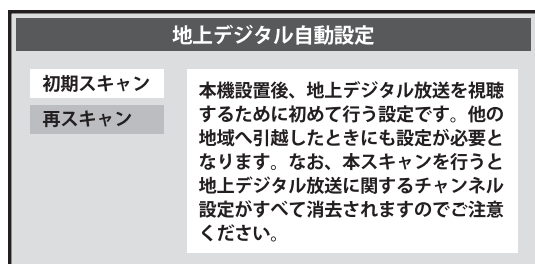 地上デジタル自動設定
初期スキャン
再スキャン
本機設置後、地上デジタル放送を視聴
するために初めて行う設定です。他の
地域へ引越したときにも設定が必要と
なります。なお、本スキャンを行うと
地上デジタル放送に関するチャンネル
設定がすべて消去されますのでご注意
ください。